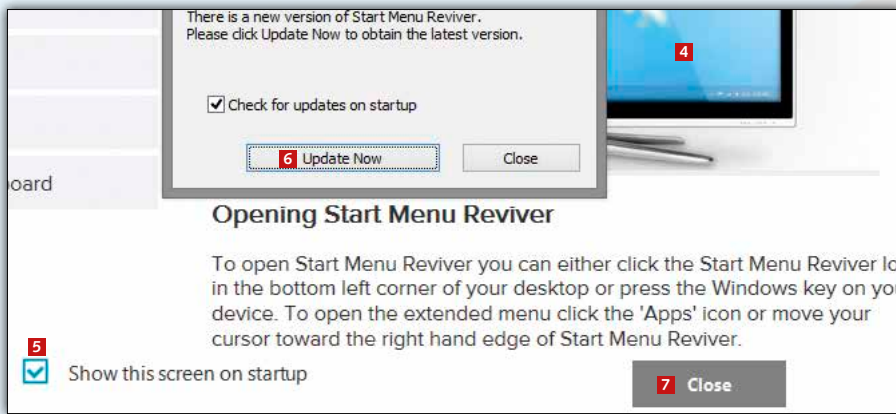 There is a new version of Start Menu Reviver.
Please click Update Now to obtain the latest version.
4
Check for updates on startup
6 Update Now
Close
Opening Start Menu Reviver
To open Start Menu Reviver you can either click the Start Menu Reviver lo
in the bottom left corner of your desktop or press the Windows key on you
device. To open the extended menu click the 'Apps' icon or move your
cursor toward the right hand edge of Start Menu Reviver.
5
Show this screen on startup
7 Close